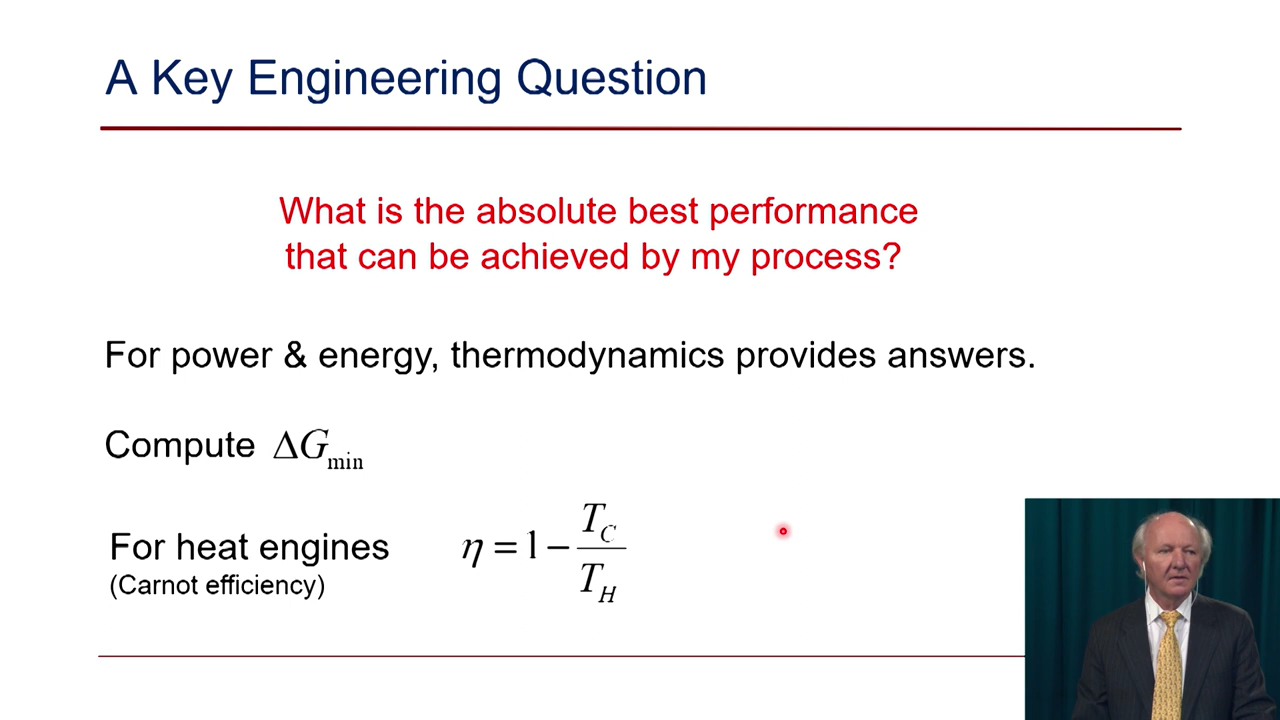 A Key Engineering Question
What is the absolute best performance
that can be achieved by my process?
For power & energy, thermodynamics provides answers.
Compute ΔG_min
For heat engines η = 1 − T_C / T_H
(Carnot efficiency)